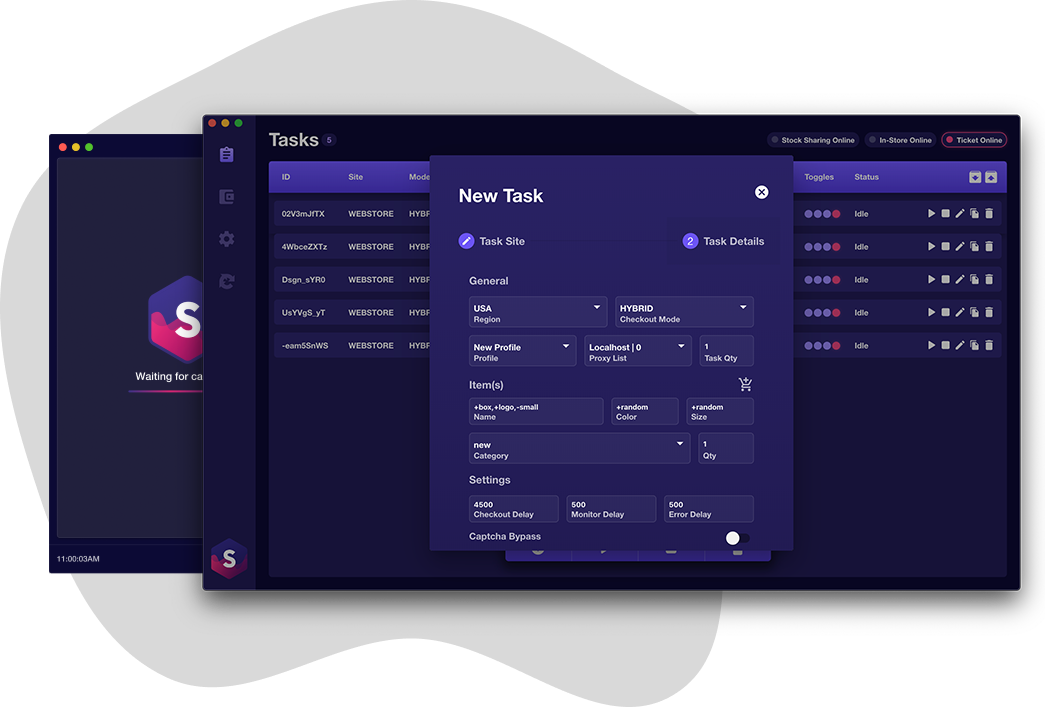 Tasks 5
Stock Sharing Online
In-Store Online
Ticket Online
ID Site Mode Toggles Status
02V3mJfTX WEBSTORE HYBR Idle
4WbceZXTz WEBSTORE HYBR Idle
Dsgn_sYR0 WEBSTORE HYBR Idle
UsYVgS_yT WEBSTORE HYBR Idle
-eam5SnWS WEBSTORE HYBR Idle
New Task
Task Site
2 Task Details
General
USA
Region
HYBRID
Checkout Mode
New Profile
Profile
Localhost | 0
Proxy List
1
Task Qty
Item(s)
+box,+logo,-small
Name
+random
Color
+random
Size
new
Category
1
Qty
Settings
4500
Checkout Delay
500
Monitor Delay
500
Error Delay
Captcha Bypass
S
Waiting for ca
11:00:03AM
S